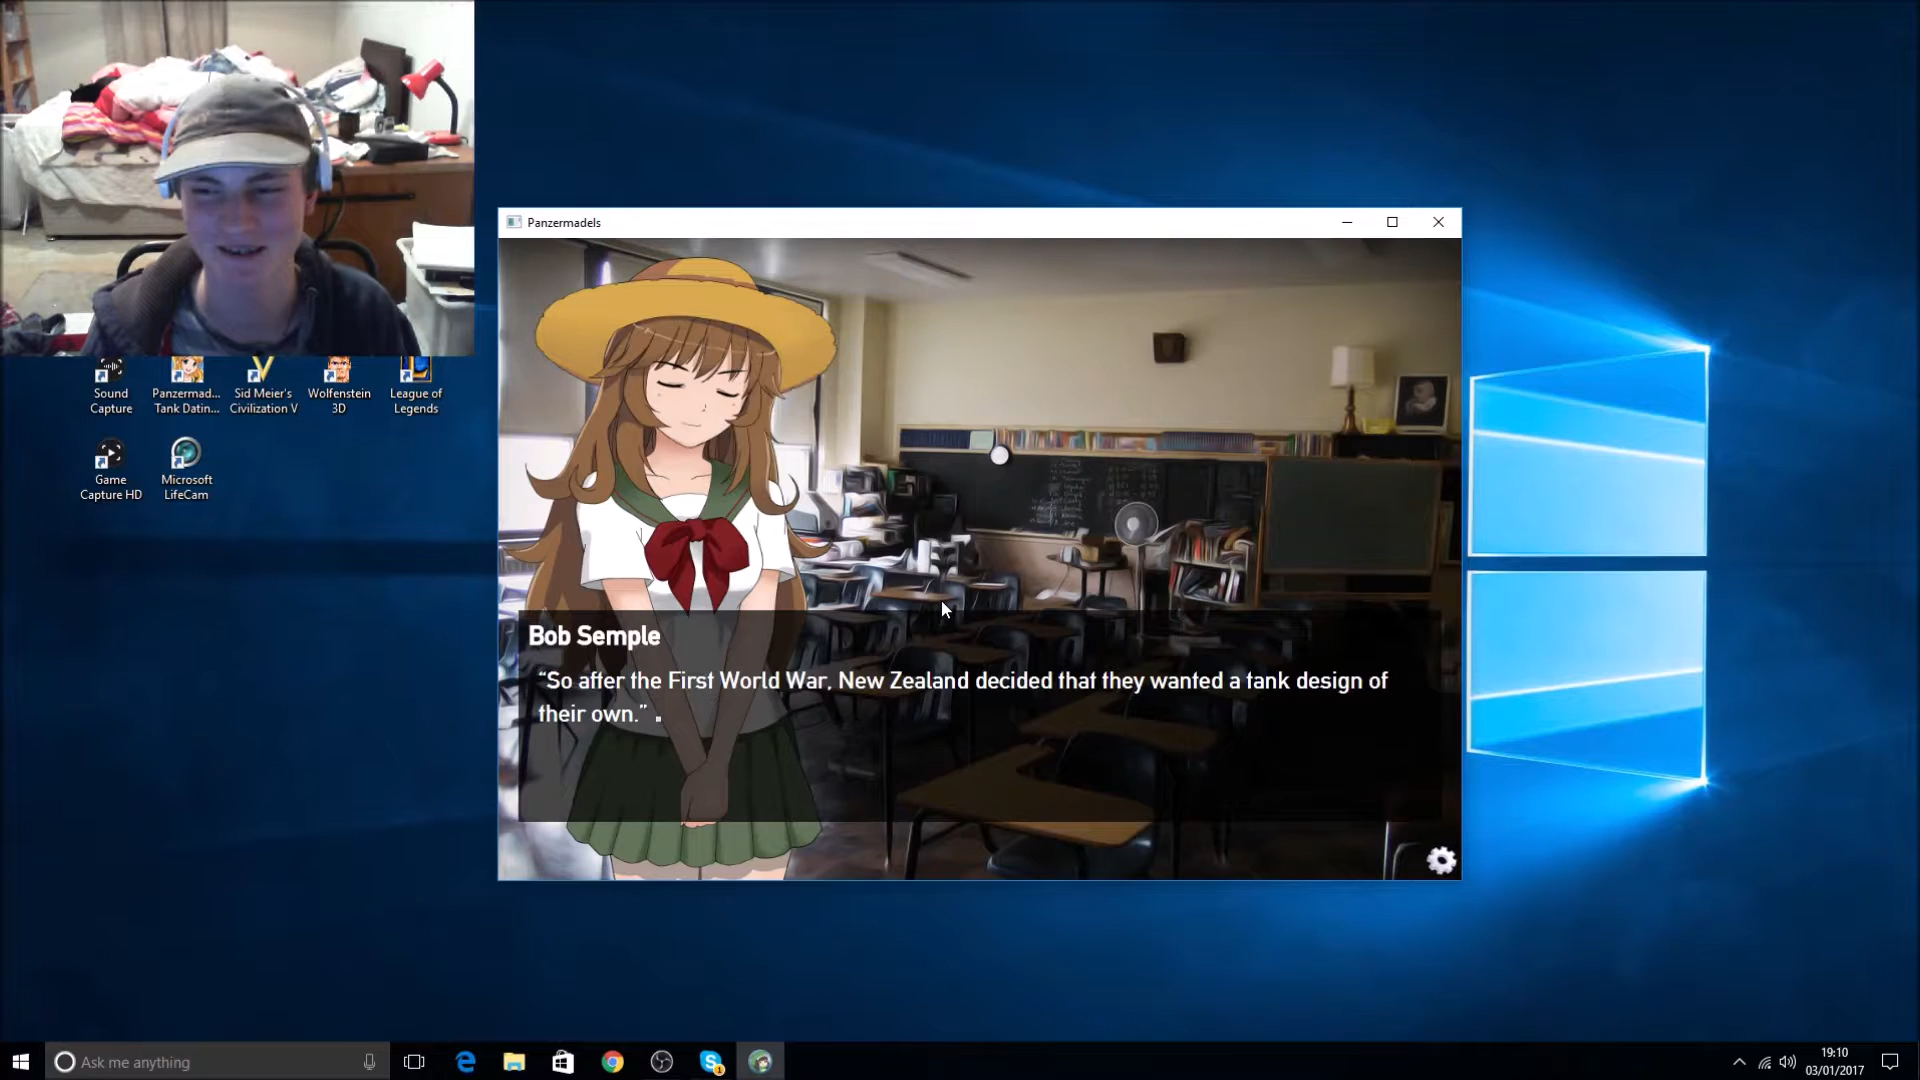 Panzermadels
Sound
Capture
Panzermad...
Tank Datin...
Sid Meier's
Civilization V
Wolfenstein
3D
League of
Legends
Game
Capture HD
Microsoft
LifeCam
Bob Semple
“So after the First World War, New Zealand decided that they wanted a tank design of
their own.”
Ask me anything
19:10
03/01/2017